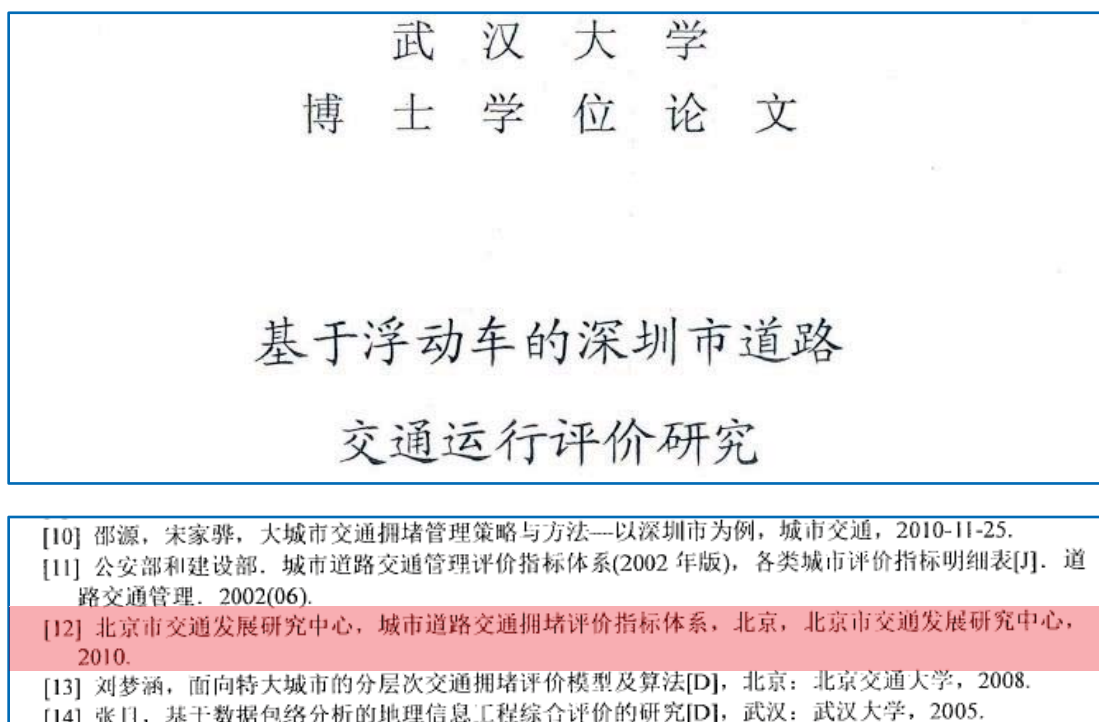 武汉大学
博士学位论文
基于浮动车的深圳市道路
交通运行评价研究
[10] 邵源，宋家骅，大城市交通拥堵管理策略与方法—以深圳市为例，城市交通，2010-11-25.
[11] 公安部和建设部．城市道路交通管理评价指标体系(2002 年版)，各类城市评价指标明细表[J]．道
路交通管理．2002(06).
[12] 北京市交通发展研究中心，城市道路交通拥堵评价指标体系，北京，北京市交通发展研究中心，
2010.
[13] 刘梦涵，面向特大城市的分层次交通拥堵评价模型及算法[D]，北京：北京交通大学，2008.
[14] 张，基于数据包络分析的地理信息工程综合评价的研究[D]，武汉：武汉大学，2005.